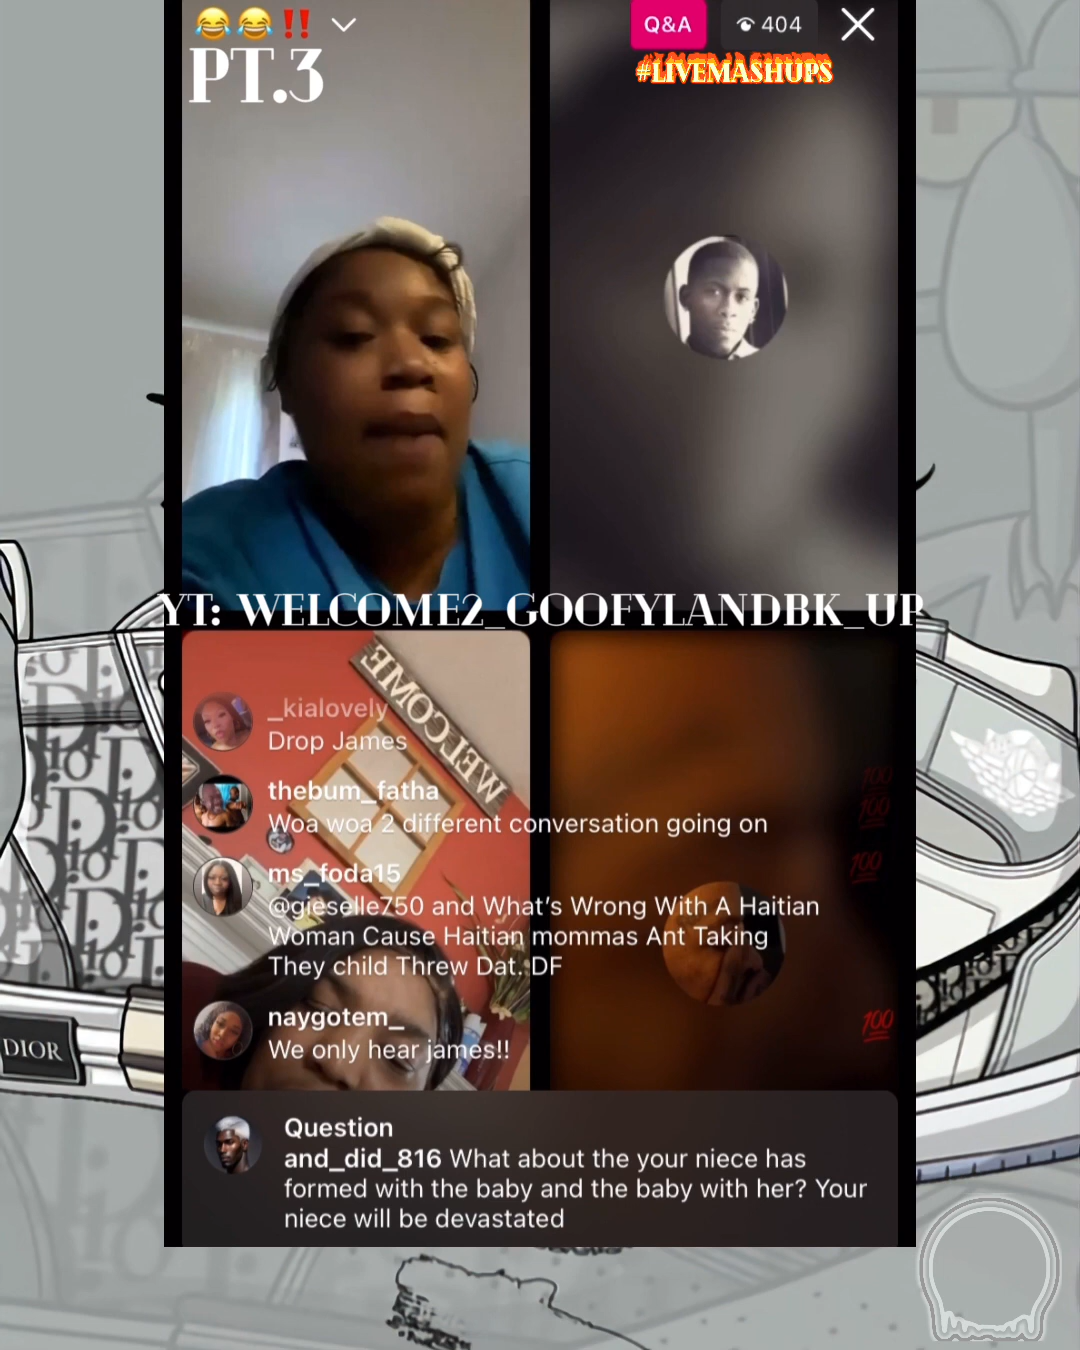 😂😂‼️
Q&A
404
PT.3
#LIVEMASHUPS
YT: WELCOME2_GOOFYLANDBK_UP
WELCOME
_kialovely
Drop James
thebum_fatha
Woa woa 2 different conversation going on
ms_foda15
@gieselle750 and What’s Wrong With A Haitian
Woman Cause Haitian mommas Ant Taking
They child Threw Dat. DF
naygotem_
We only hear james!!
💯
💯
💯
💯
Question
and_did_816 What about the your niece has
formed with the baby and the baby with her? Your
niece will be devastated
DIOR
Dior